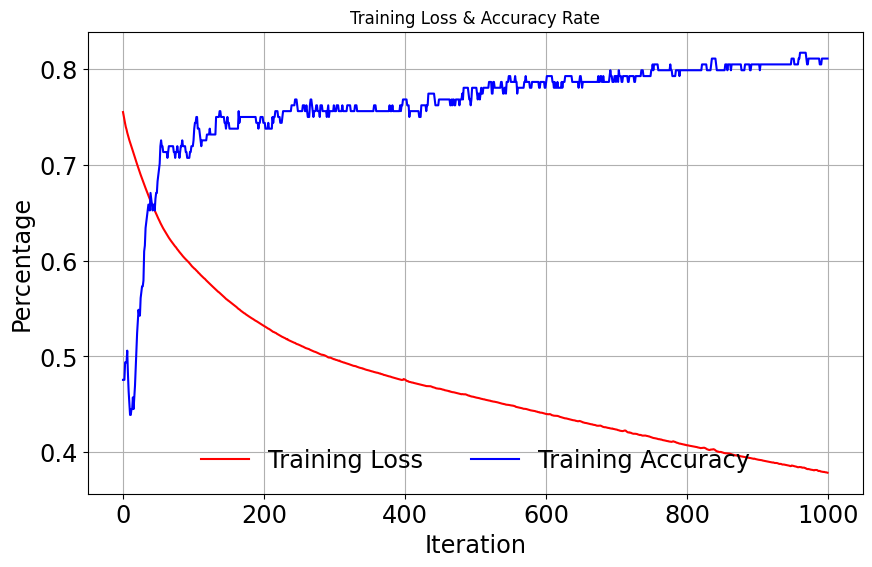 Training Loss & Accuracy Rate
0.8
0.7
0.6
0.5
0.4
Percentage
Training Loss
Training Accuracy
0
200
400
600
800
1000
Iteration